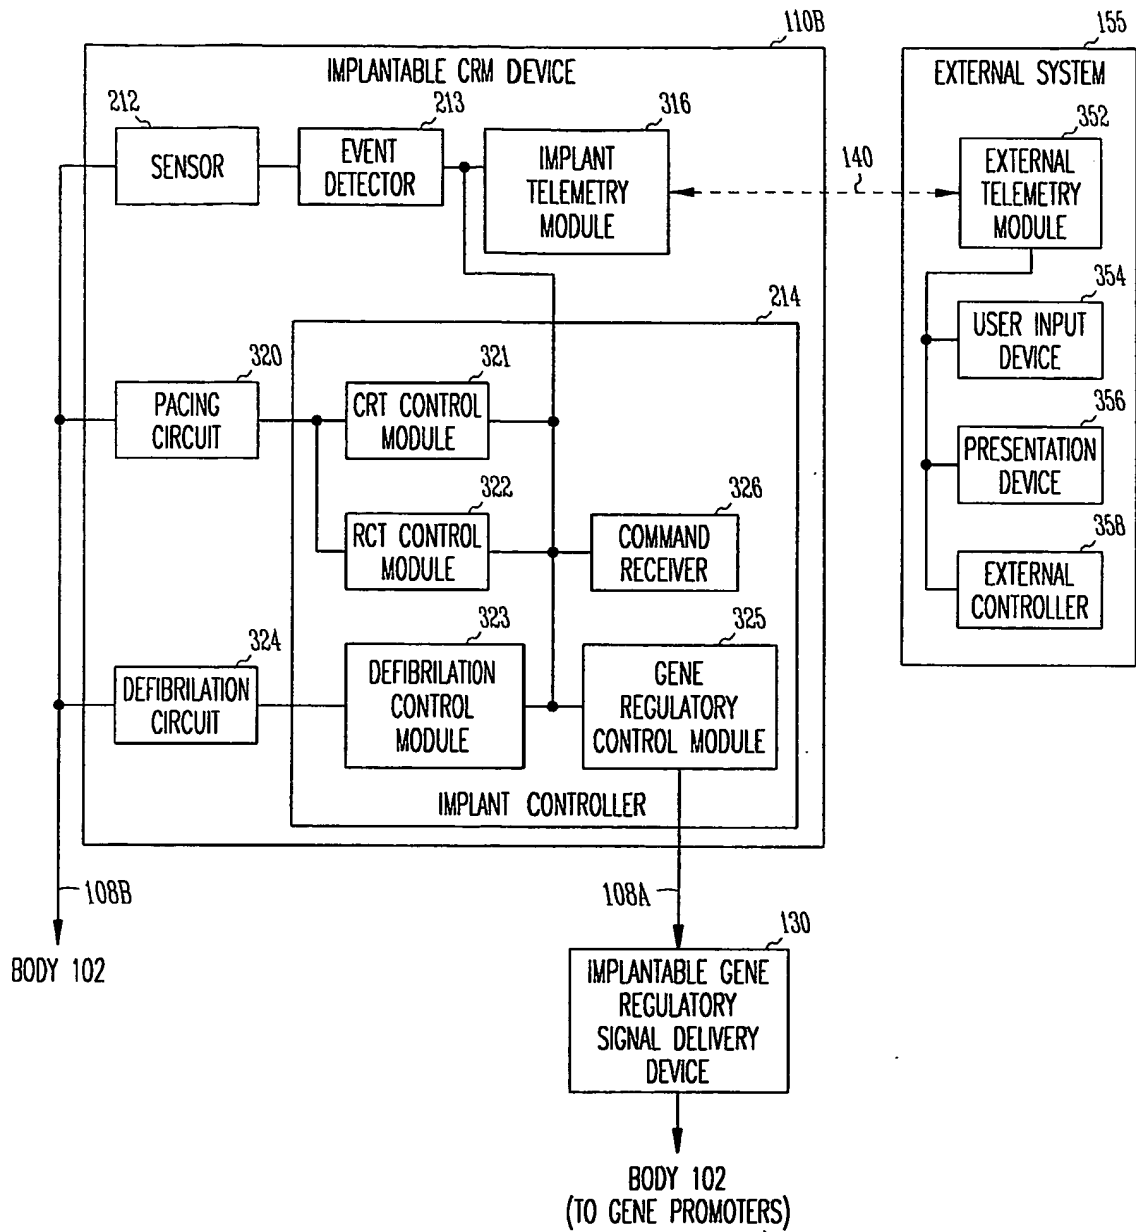 110B
155
IMPLANTABLE CRM DEVICE
EXTERNAL SYSTEM
212
213
316
352
SENSOR
EVENT
DETECTOR
IMPLANT
TELEMETRY
MODULE
140
EXTERNAL
TELEMETRY
MODULE
214
354
USER INPUT
DEVICE
320
321
PACING
CIRCUIT
CRT CONTROL
MODULE
356
PRESENTATION
DEVICE
322
326
RCT CONTROL
MODULE
COMMAND
RECEIVER
358
EXTERNAL
CONTROLLER
324
323
325
DEFIBRILATION
CIRCUIT
DEFIBRILATION
CONTROL
MODULE
GENE
REGULATORY
CONTROL MODULE
IMPLANT CONTROLLER
108B
108A
BODY 102
130
IMPLANTABLE GENE
REGULATORY
SIGNAL DELIVERY
DEVICE
BODY 102
(TO GENE PROMOTERS)